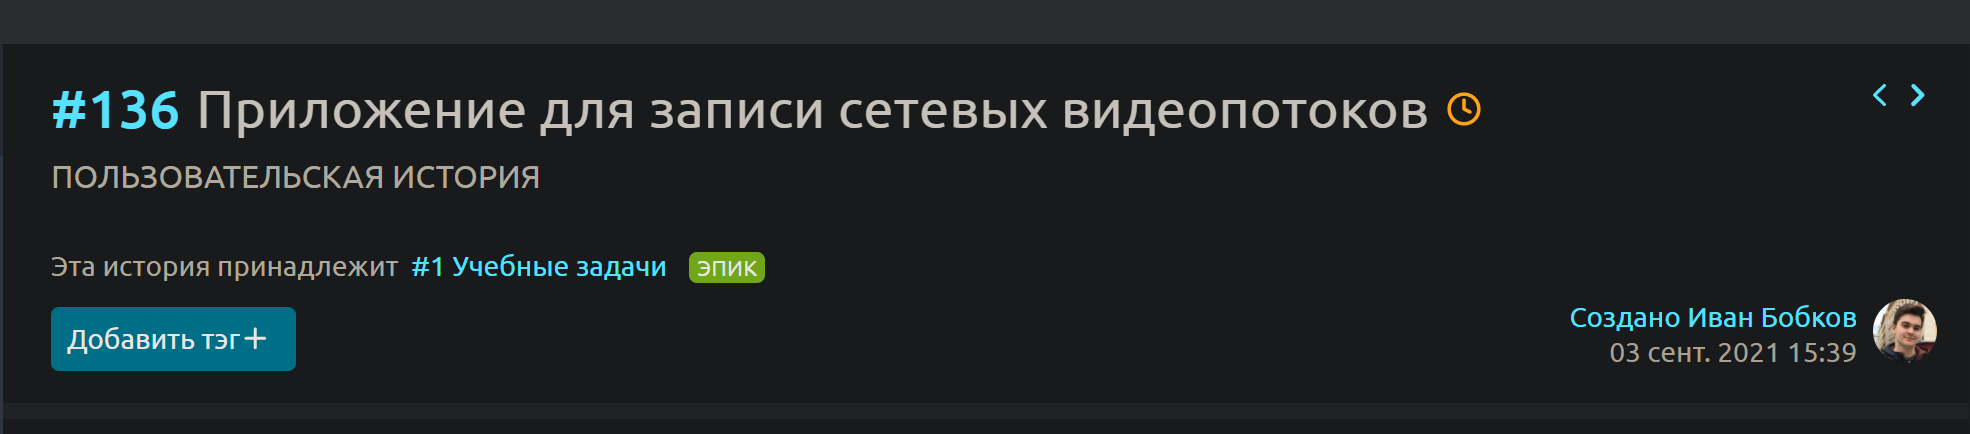 #136 Приложение для записи сетевых видеопотоков
ПОЛЬЗОВАТЕЛЬСКАЯ ИСТОРИЯ
Эта история принадлежит #1 Учебные задачи эпик
Добавить тэг+
Создано Иван Бобков
03 сент. 2021 15:39